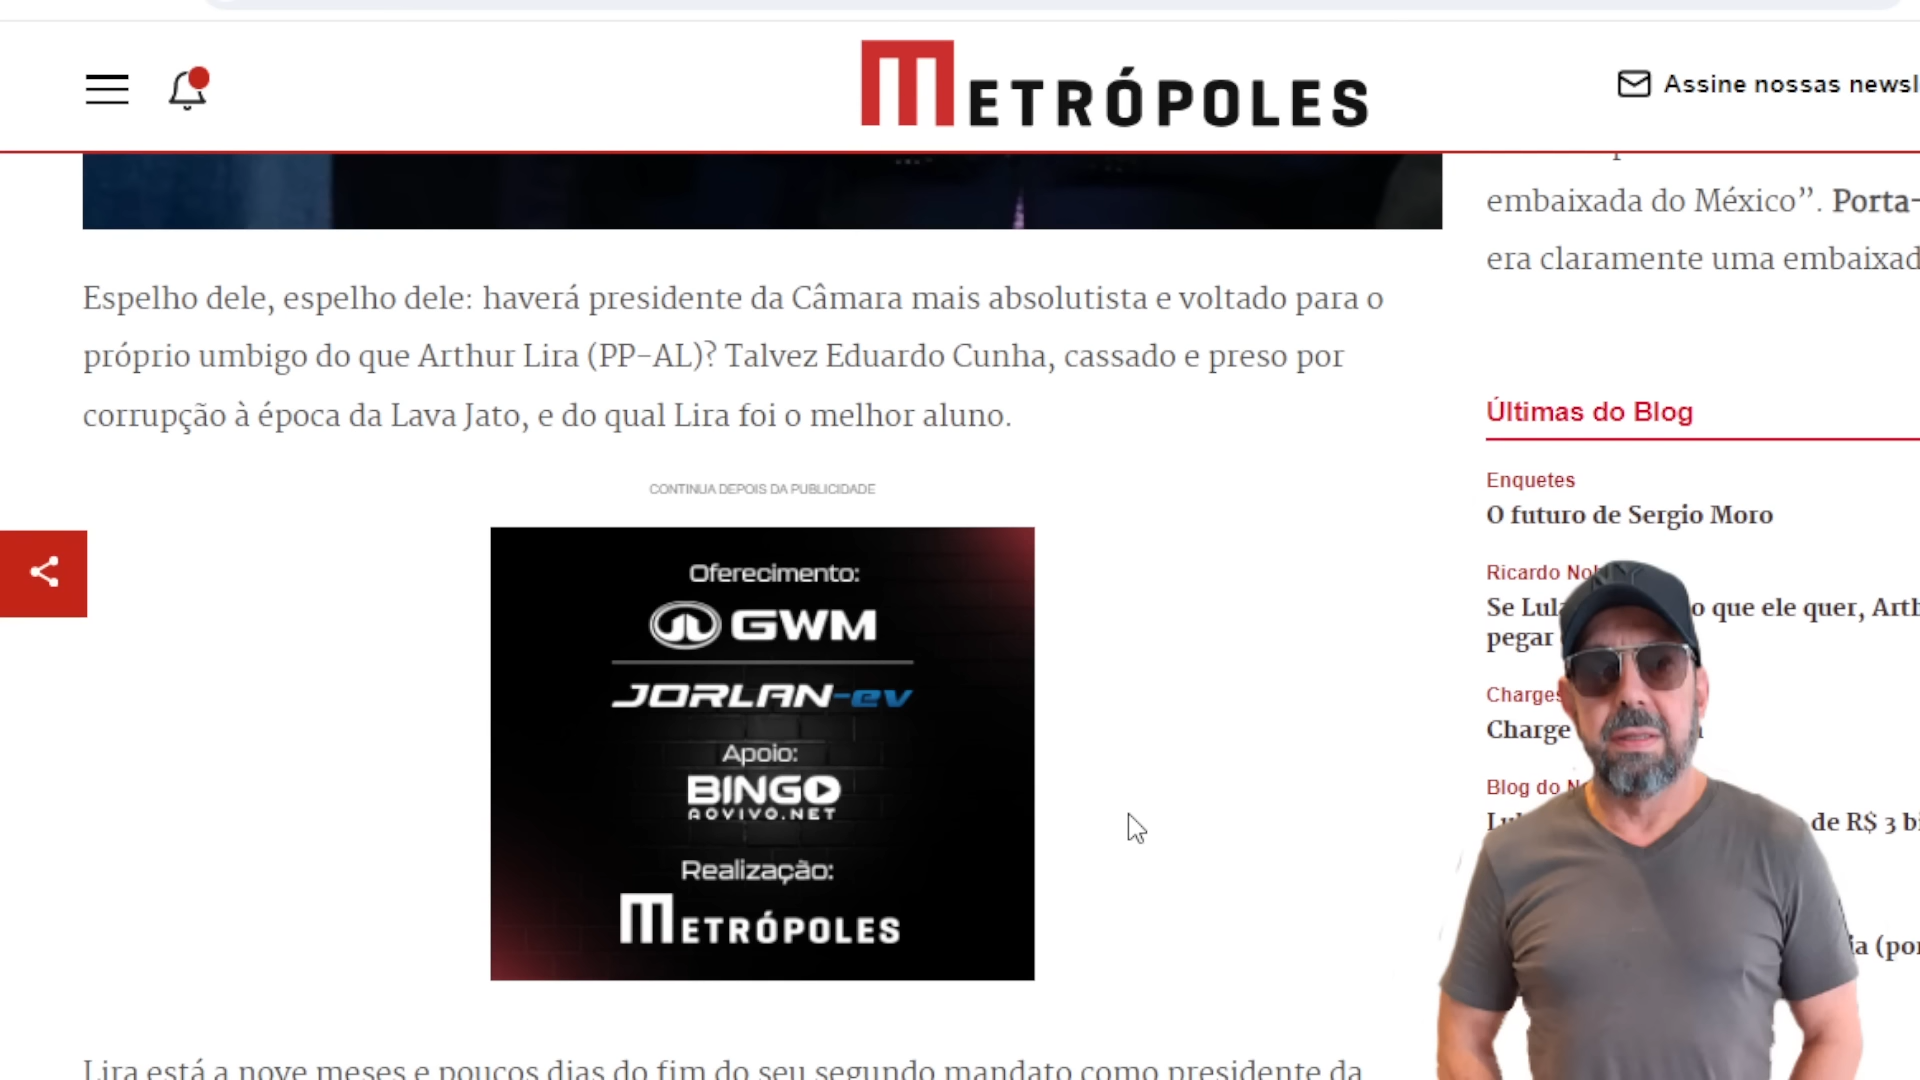 METRÓPOLES
Assine nossas newsl
embaixada do México”. Porta-
era claramente uma embaixad
Espelho dele, espelho dele: haverá presidente da Câmara mais absolutista e voltado para o
próprio umbigo do que Arthur Lira (PP-AL)? Talvez Eduardo Cunha, cassado e preso por
corrupção à época da Lava Jato, e do qual Lira foi o melhor aluno.
CONTINUA DEPOIS DA PUBLICIDADE
Oferecimento:
GWM
JORLAN-ev
Apoio:
BINGO
AOVIVO.NET
Realização:
METRÓPOLES
Lira está a nove meses e poucos dias do fim do seu segundo mandato como presidente da
Últimas do Blog
Enquetes
O futuro de Sergio Moro
Ricardo
Se o que ele quer, Arth
pegar
Charges
Charge
Blog do
de R$ 3 bi
(por